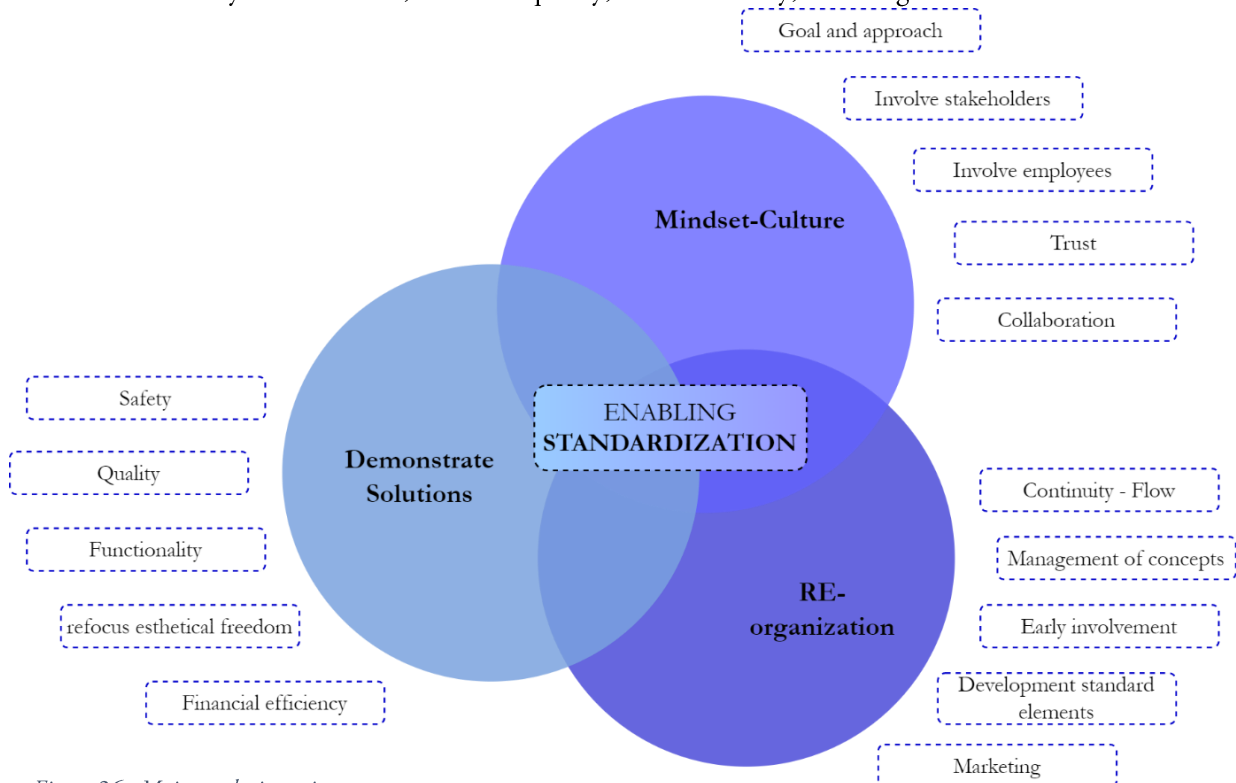 Goal and approach
Involve stakeholders
Involve employees
Mindset-Culture
Trust
Collaboration
Safety
ENABLING
STANDARDIZATION
Quality
Demonstrate
Solutions
Continuity - Flow
Functionality
Management of concepts
RE-
organization
refocus esthetical freedom
Early involvement
Financial efficiency
Development standard
elements
Marketing